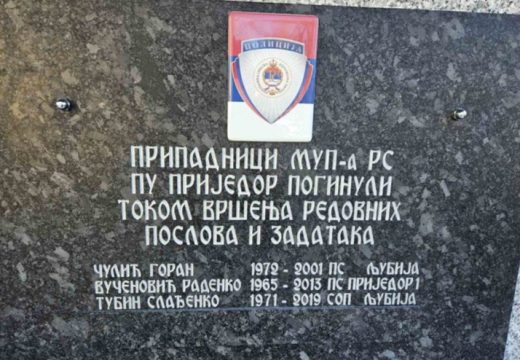 ПОЛИЦИЈА
ПРИПАДНИЦИ МУП-а РС
ПУ ПРИЈЕДОР ПОГИНУЛИ
ТОКОМ ВРШЕЊА РЕДОВНИХ
ПОСЛОВА И ЗАДАТАКА
ЧУЛИЋ ГОРАН 1972 - 2001 ПС ЉУБИЈА
ВУЧЕНОВИЋ РАДЕНКО 1965 - 2013 ПС ПРИЈЕДОР 1
ТУБИН СЛАЂЕНКО 1971 - 2019 СОП ЉУБИЈА